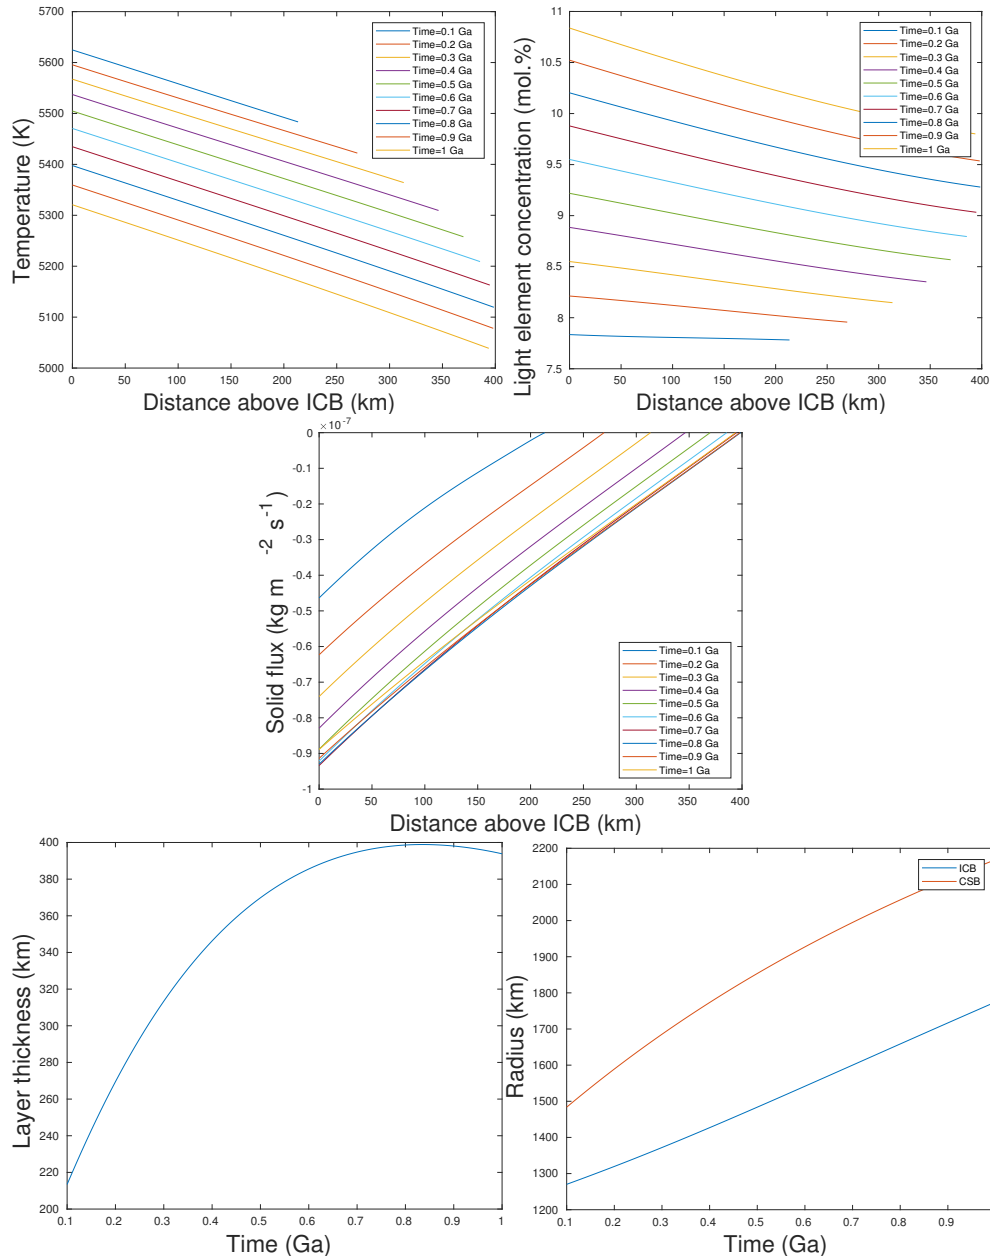 5700
5600
5500
5400
5300
5200
5100
5000
Temperature (K)
0 50 100 150 200 250 300 350 400
Distance above ICB (km)
Time=0.1 Ga
Time=0.2 Ga
Time=0.3 Ga
Time=0.4 Ga
Time=0.5 Ga
Time=0.6 Ga
Time=0.7 Ga
Time=0.8 Ga
Time=0.9 Ga
Time=1 Ga
11
10.5
10
9.5
9
8.5
8
7.5
Light element concentration (mol.%)
0 50 100 150 200 250 300 350 400
Distance above ICB (km)
Time=0.1 Ga
Time=0.2 Ga
Time=0.3 Ga
Time=0.4 Ga
Time=0.5 Ga
Time=0.6 Ga
Time=0.7 Ga
Time=0.8 Ga
Time=0.9 Ga
Time=1 Ga
×10-7
0
-0.1
-0.2
-0.3
-0.4
-0.5
-0.6
-0.7
-0.8
-0.9
-1
Solid flux (kg m-2 s-1)
0 50 100 150 200 250 300 350 400
Distance above ICB (km)
Time=0.1 Ga
Time=0.2 Ga
Time=0.3 Ga
Time=0.4 Ga
Time=0.5 Ga
Time=0.6 Ga
Time=0.7 Ga
Time=0.8 Ga
Time=0.9 Ga
Time=1 Ga
400
380
360
340
320
300
280
260
240
220
200
Layer thickness (km)
0.1 0.2 0.3 0.4 0.5 0.6 0.7 0.8 0.9 1
Time (Ga)
2200
2100
2000
1900
1800
1700
1600
1500
1400
1300
1200
Radius (km)
0.1 0.2 0.3 0.4 0.5 0.6 0.7 0.8 0.9
Time (Ga)
ICB
CSB